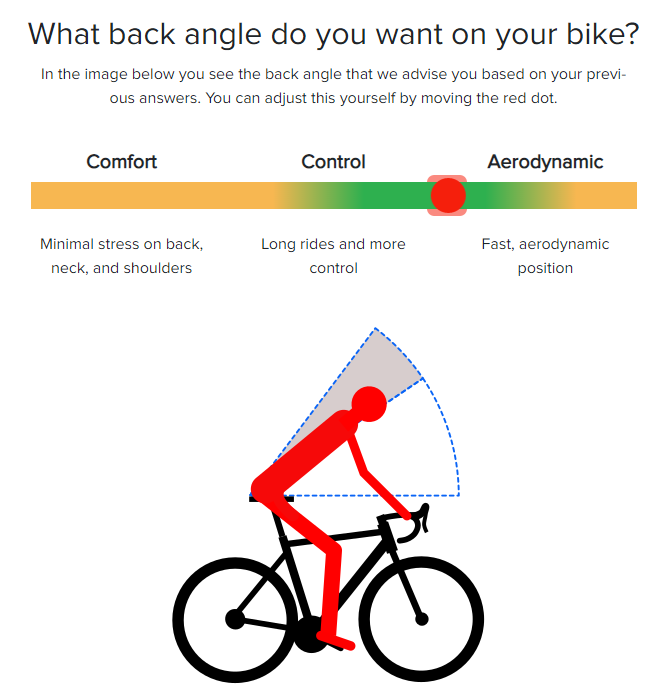 What back angle do you want on your bike?
In the image below you see the back angle that we advise you based on your previ-
ous answers. You can adjust this yourself by moving the red dot.
Comfort Control Aerodynamic
Minimal stress on back, Long rides and more Fast, aerodynamic
neck, and shoulders control position